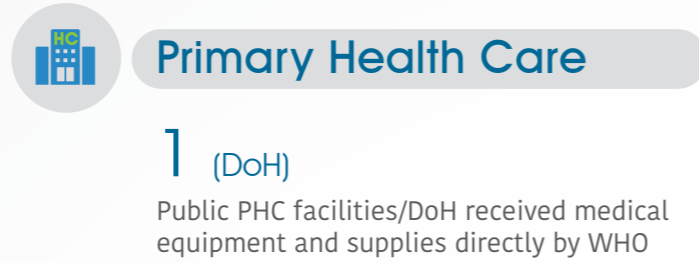 HC
Primary Health Care
1 (DoH)
Public PHC facilities/DoH received medical
equipment and supplies directly by WHO